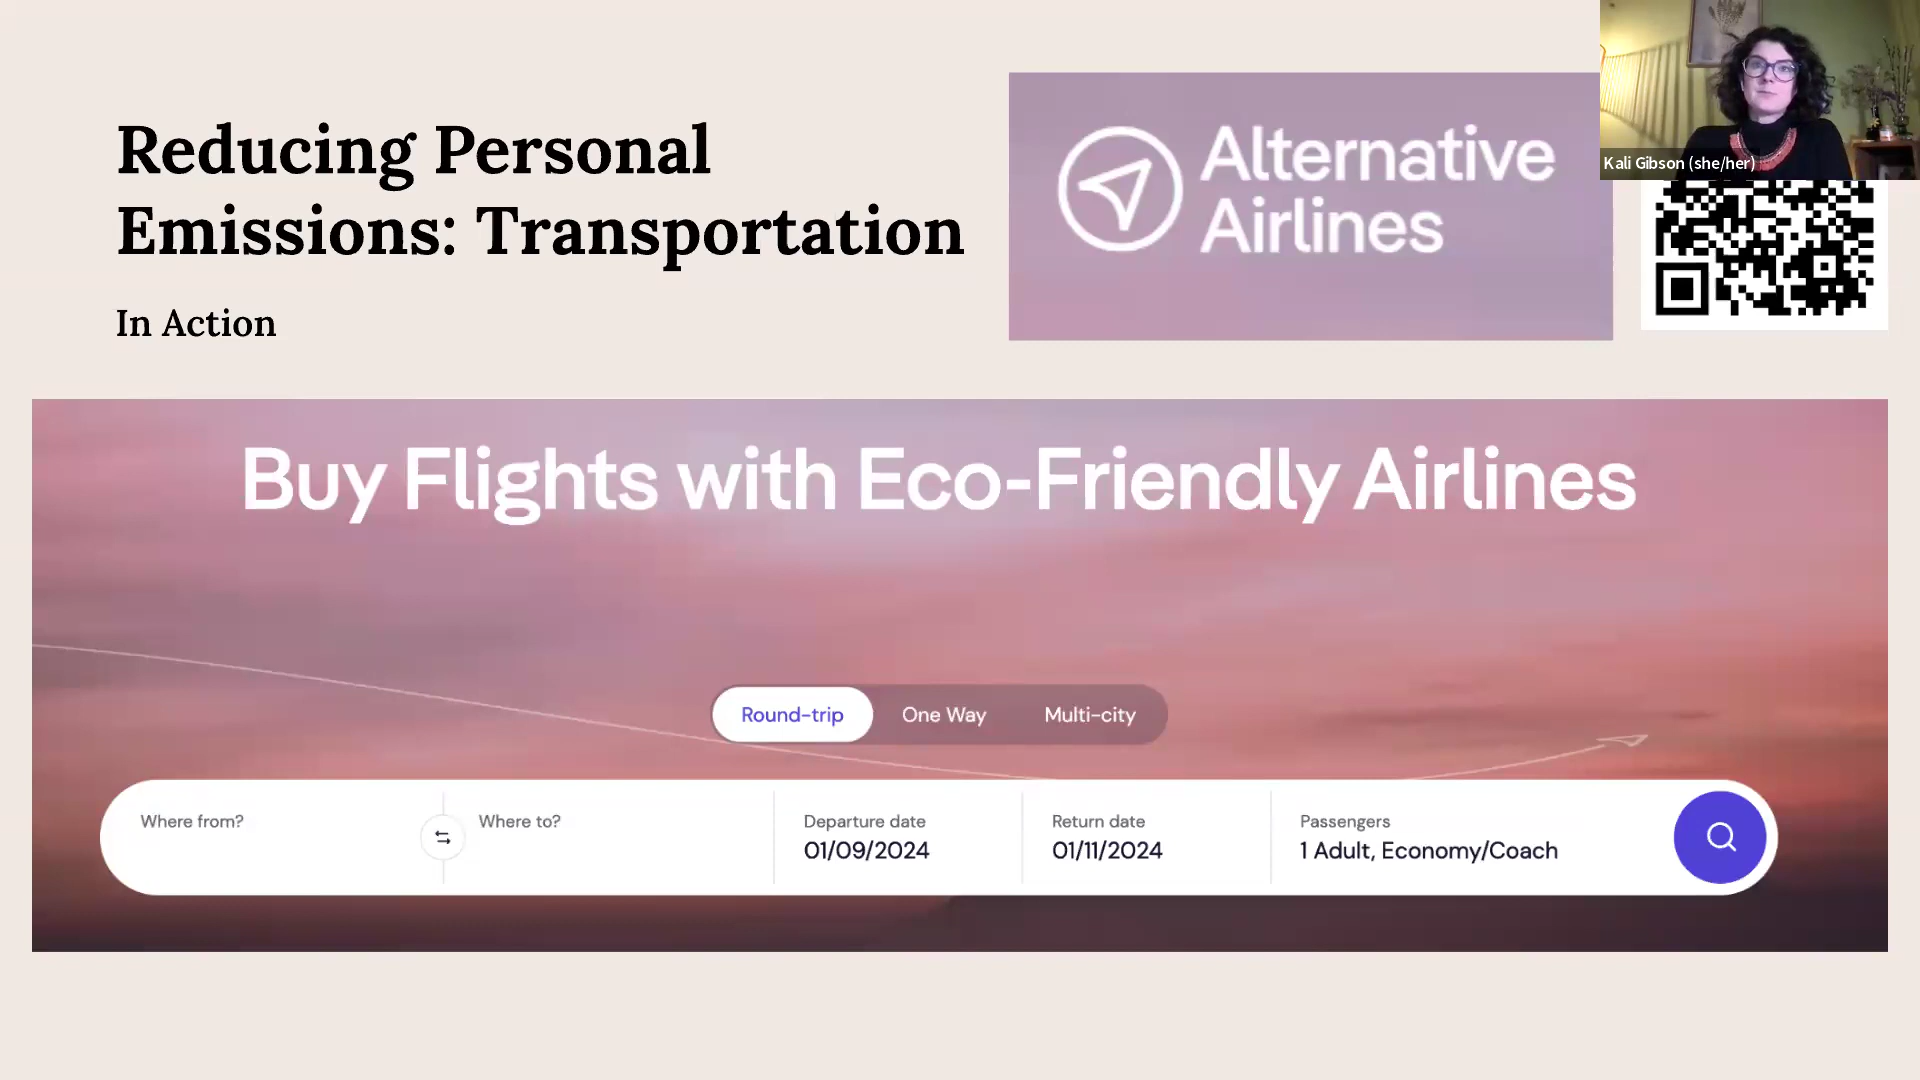 Reducing Personal
Emissions: Transportation
In Action
Alternative
Airlines
Kali Gibson (she/her)
Buy Flights with Eco-Friendly Airlines
Round-trip One Way Multi-city
Where from? Where to? Departure date Return date Passengers
01/09/2024 01/11/2024 1 Adult, Economy/Coach